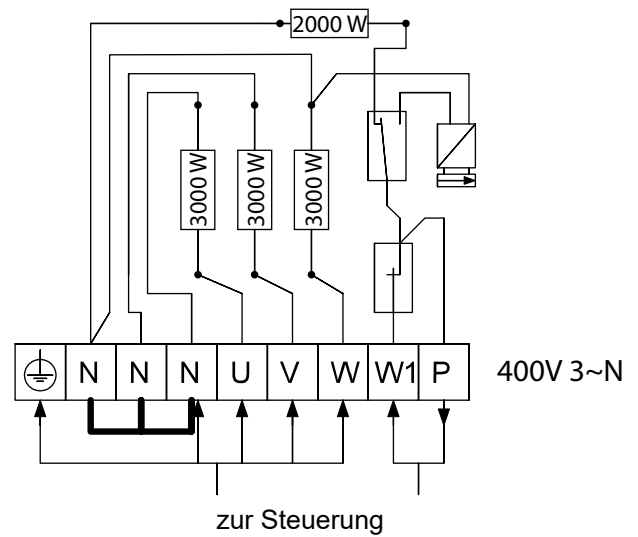 2000 W
3000 W
3000 W
3000 W
N N N U V W W1 P
400V 3~N
zur Steuerung